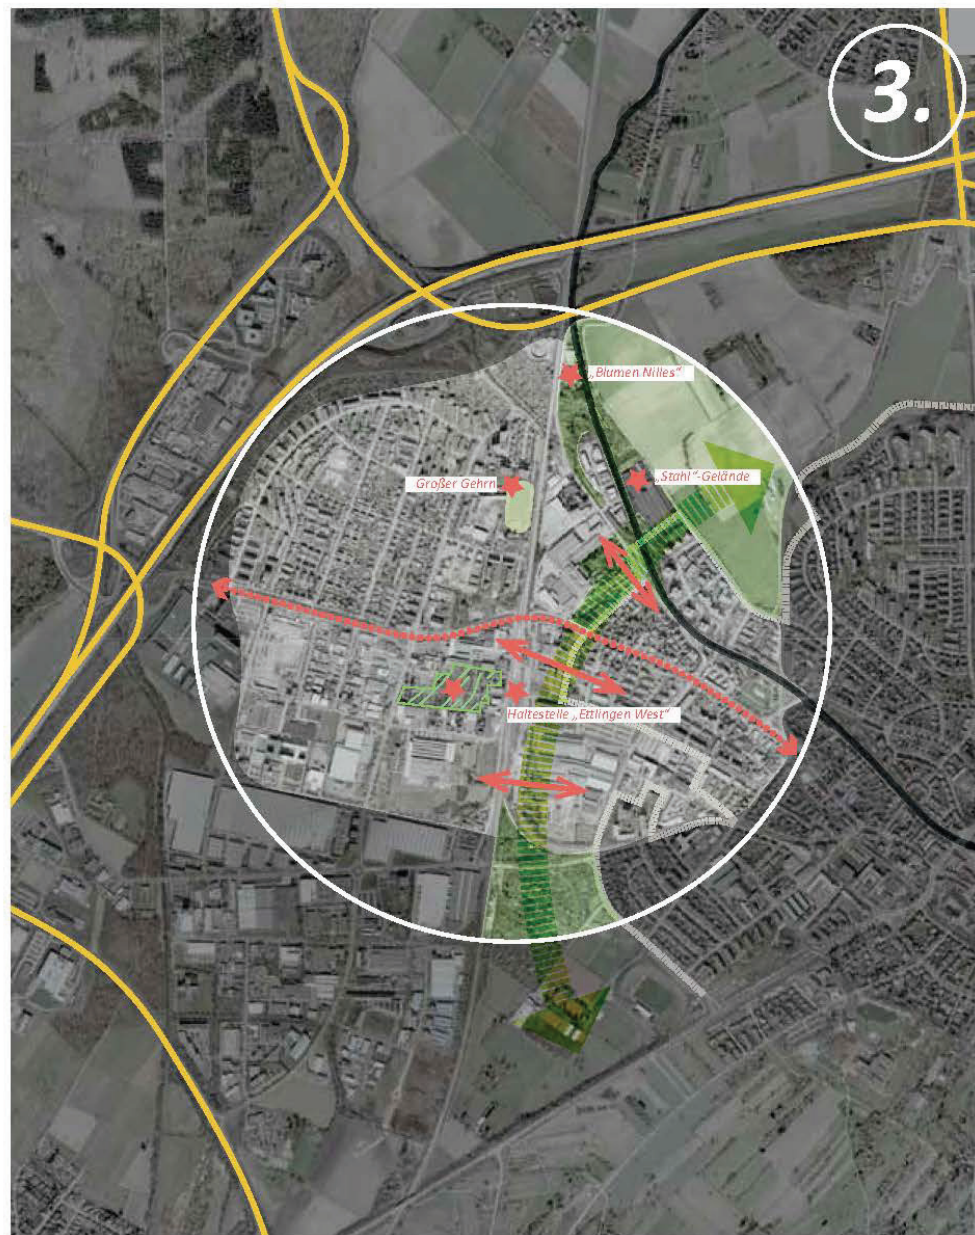 3.
„Blumen Nilles“
„Stahl“-Gelände
Großer Gehrn
Haltestelle „Ettlingen West“